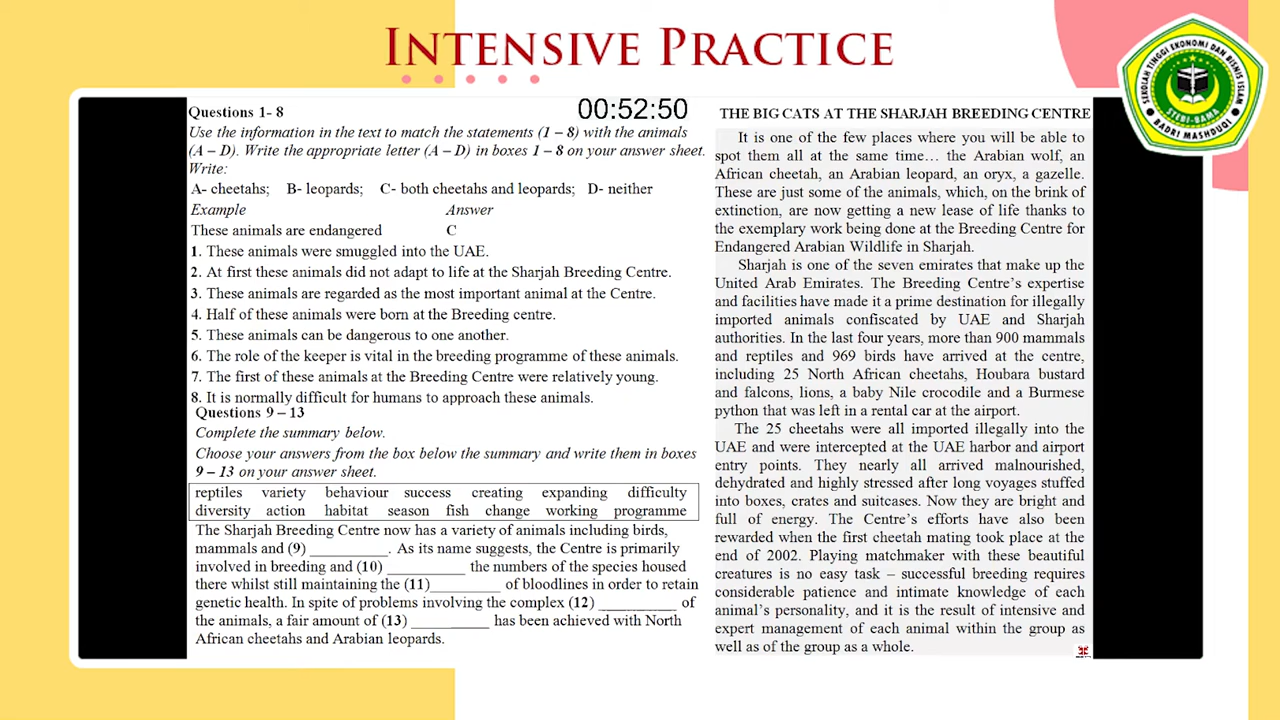 INTENSIVE PRACTICE
SEKOLAH TINGGI EKONOMI DAN BISNIS ISLAM
STEBI-BAMA
BADRI MASHDUQI
00:52:50
Questions 1- 8
Use the information in the text to match the statements (1 – 8) with the animals
(A – D). Write the appropriate letter (A – D) in boxes 1 – 8 on your answer sheet.
Write:
A- cheetahs; B- leopards; C- both cheetahs and leopards; D- neither
Example Answer
These animals are endangered C
1. These animals were smuggled into the UAE.
2. At first these animals did not adapt to life at the Sharjah Breeding Centre.
3. These animals are regarded as the most important animal at the Centre.
4. Half of these animals were born at the Breeding centre.
5. These animals can be dangerous to one another.
6. The role of the keeper is vital in the breeding programme of these animals.
7. The first of these animals at the Breeding Centre were relatively young.
8. It is normally difficult for humans to approach these animals.
Questions 9 – 13
Complete the summary below.
Choose your answers from the box below the summary and write them in boxes
9 – 13 on your answer sheet.
reptiles variety behaviour success creating expanding difficulty
diversity action habitat season fish change working programme
The Sharjah Breeding Centre now has a variety of animals including birds,
mammals and (9) _________. As its name suggests, the Centre is primarily
involved in breeding and (10) _________ the numbers of the species housed
there whilst still maintaining the (11)_________ of bloodlines in order to retain
genetic health. In spite of problems involving the complex (12) _________ of
the animals, a fair amount of (13) _________ has been achieved with North
African cheetahs and Arabian leopards.
THE BIG CATS AT THE SHARJAH BREEDING CENTRE
It is one of the few places where you will be able to
spot them all at the same time… the Arabian wolf, an
African cheetah, an Arabian leopard, an oryx, a gazelle.
These are just some of the animals, which, on the brink of
extinction, are now getting a new lease of life thanks to
the exemplary work being done at the Breeding Centre for
Endangered Arabian Wildlife in Sharjah.
Sharjah is one of the seven emirates that make up the
United Arab Emirates. The Breeding Centre's expertise
and facilities have made it a prime destination for illegally
imported animals confiscated by UAE and Sharjah
authorities. In the last four years, more than 900 mammals
and reptiles and 969 birds have arrived at the centre,
including 25 North African cheetahs, Houbara bustard
and falcons, lions, a baby Nile crocodile and a Burmese
python that was left in a rental car at the airport.
The 25 cheetahs were all imported illegally into the
UAE and were intercepted at the UAE harbor and airport
entry points. They nearly all arrived malnourished,
dehydrated and highly stressed after long voyages stuffed
into boxes, crates and suitcases. Now they are bright and
full of energy. The Centre's efforts have also been
rewarded when the first cheetah mating took place at the
end of 2002. Playing matchmaker with these beautiful
creatures is no easy task – successful breeding requires
considerable patience and intimate knowledge of each
animal's personality, and it is the result of intensive and
expert management of each animal within the group as
well as of the group as a whole.